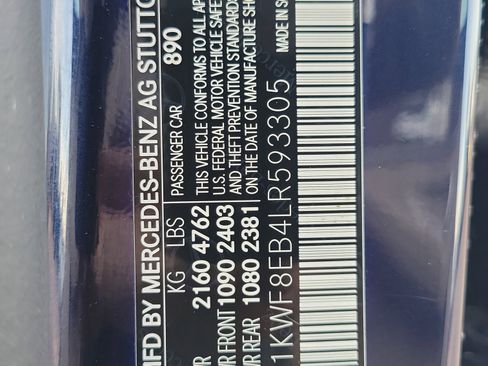 MFD BY MERCEDES-BENZ AG STUTTG
KG LBS PASSENGER CAR 890
R 2160 4762 THIS VEHICLE CONFORMS TO ALL AP
R FRONT 1090 2403 U.S. FEDERAL MOTOR VEHICLE SAFE
R REAR 1080 2381 AND THEFT PREVENTION STANDARDS
ON THE DATE OF MANUFACTURE SH
1KWF8EB4LR593305 MADE IN